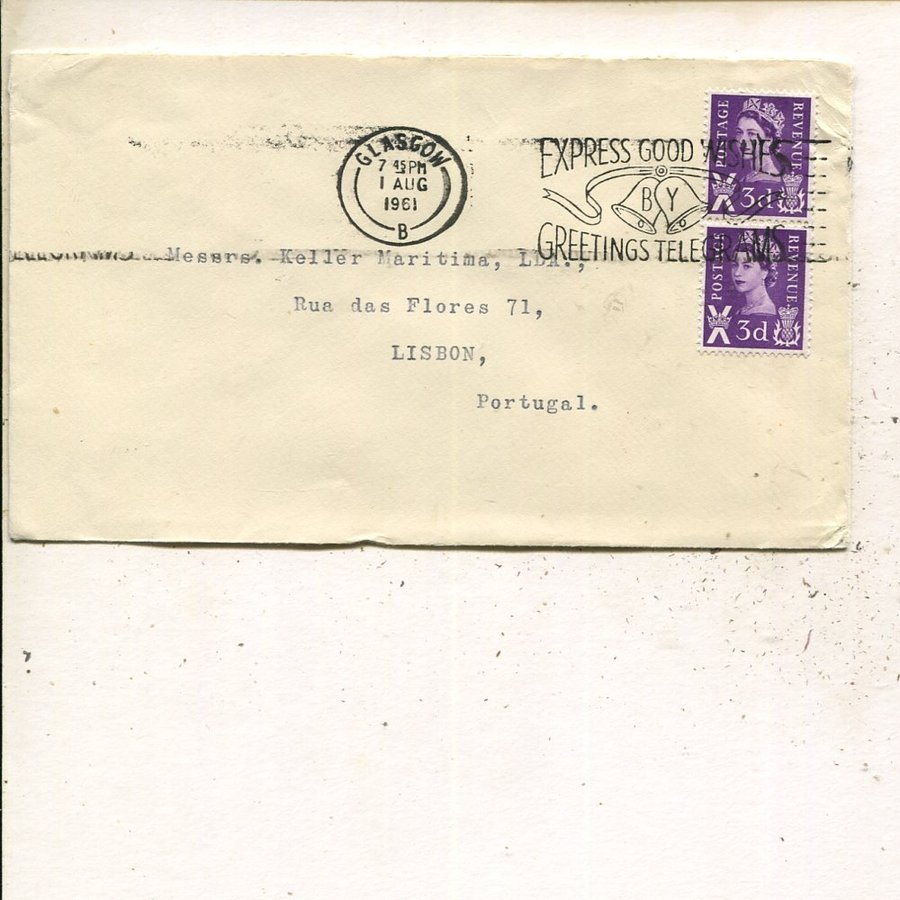 GLASGOW
7 45 PM
1 AUG
1961
B
EXPRESS GOOD WISHES
BY
GREETINGS TELEGRAMS
POSTAGE REVENUE
3d
POSTAGE REVENUE
3d
Messrs. Keller Maritima, LDA.,
Rua das Flores 71,
LISBON,
Portugal.